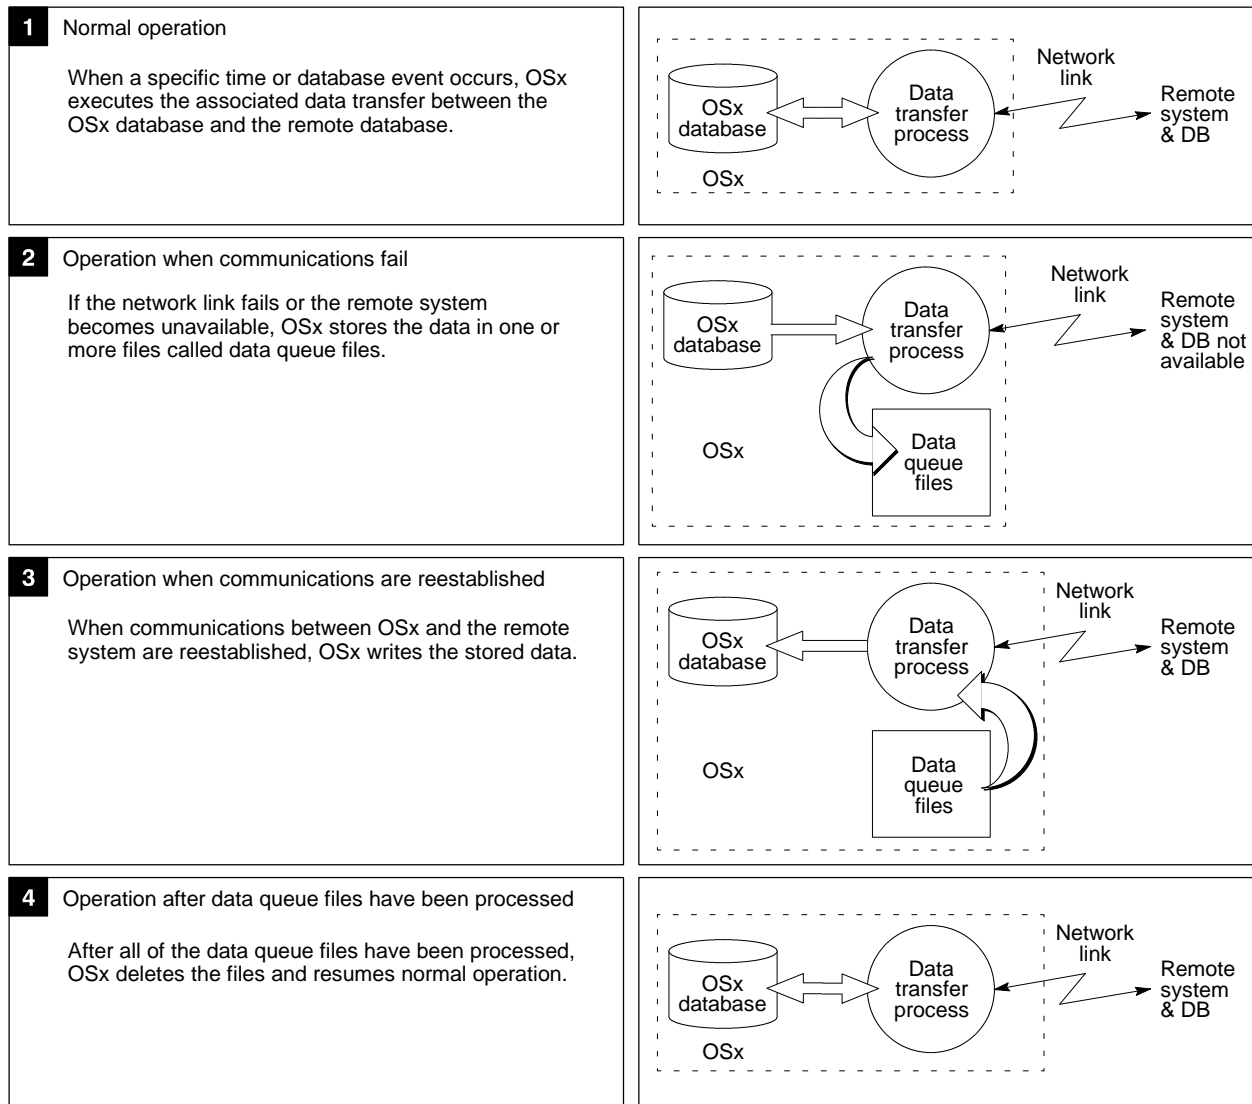 1 Normal operation
When a specific time or database event occurs, OSx
executes the associated data transfer between the
OSx database and the remote database.
OSx
database
OSx
Data
transfer
process
Network
link
Remote
system
& DB
2 Operation when communications fail
If the network link fails or the remote system
becomes unavailable, OSx stores the data in one or
more files called data queue files.
OSx
database
OSx
Data
transfer
process
Data
queue
files
Network
link
Remote
system
& DB not
available
3 Operation when communications are reestablished
When communications between OSx and the remote
system are reestablished, OSx writes the stored data.
OSx
database
OSx
Data
transfer
process
Data
queue
files
Network
link
Remote
system
& DB
4 Operation after data queue files have been processed
After all of the data queue files have been processed,
OSx deletes the files and resumes normal operation.
OSx
database
OSx
Data
transfer
process
Network
link
Remote
system
& DB